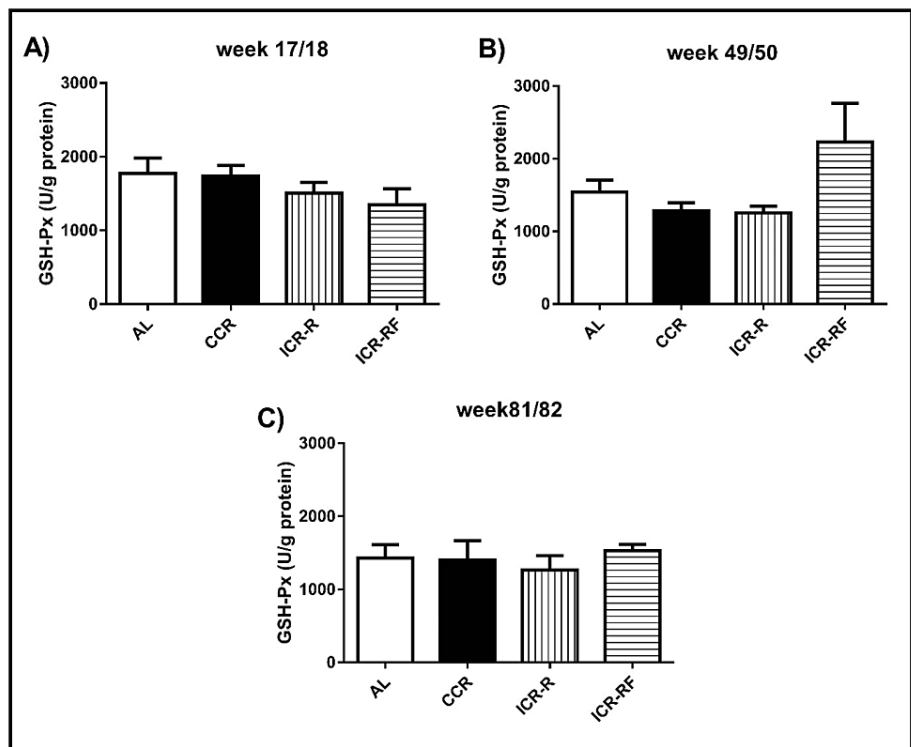 A)
week 17/18
GSH-Px (U/g protein)
3000
2000
1000
0
AL
CCR
ICR-R
ICR-RF
B)
week 49/50
GSH-Px (U/g protein)
3000
2000
1000
0
AL
CCR
ICR-R
ICR-RF
C)
week81/82
GSH-Px (U/g protein)
3000
2000
1000
0
AL
CCR
ICR-R
ICR-RF